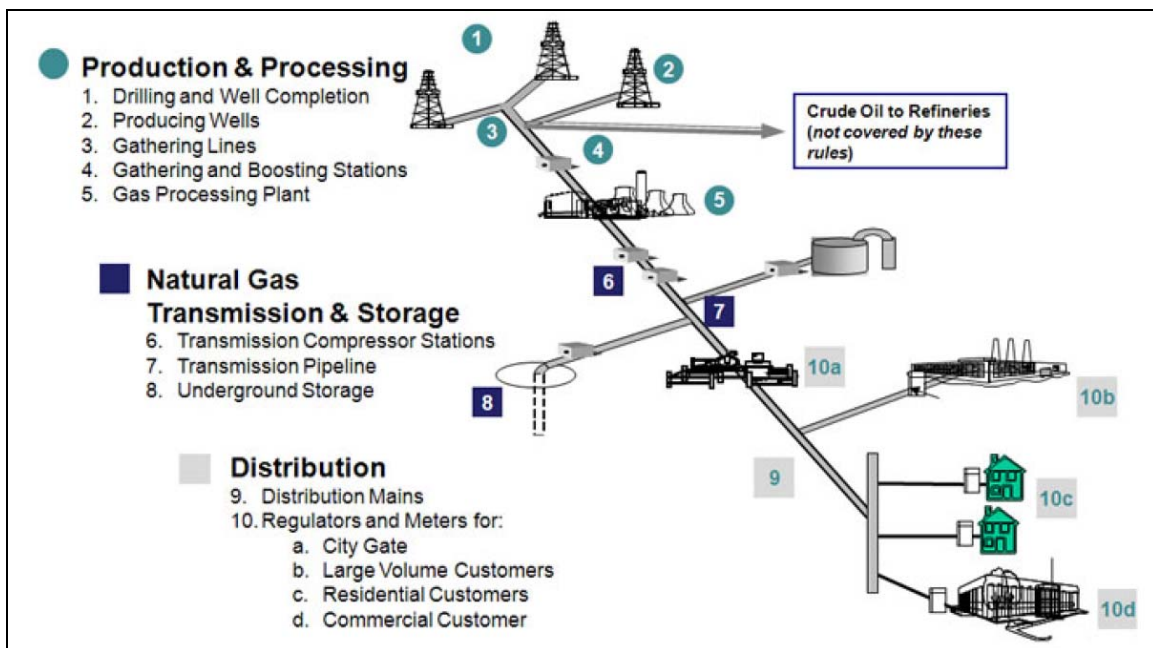 Production & Processing
1. Drilling and Well Completion
2. Producing Wells
3. Gathering Lines
4. Gathering and Boosting Stations
5. Gas Processing Plant
Natural Gas
Transmission & Storage
6. Transmission Compressor Stations
7. Transmission Pipeline
8. Underground Storage
Distribution
9. Distribution Mains
10. Regulators and Meters for:
a. City Gate
b. Large Volume Customers
c. Residential Customers
d. Commercial Customer
1
2
3
4
5
Crude Oil to Refineries
(not covered by these
rules)
6
7
8
10a
10b
9
10c
10d